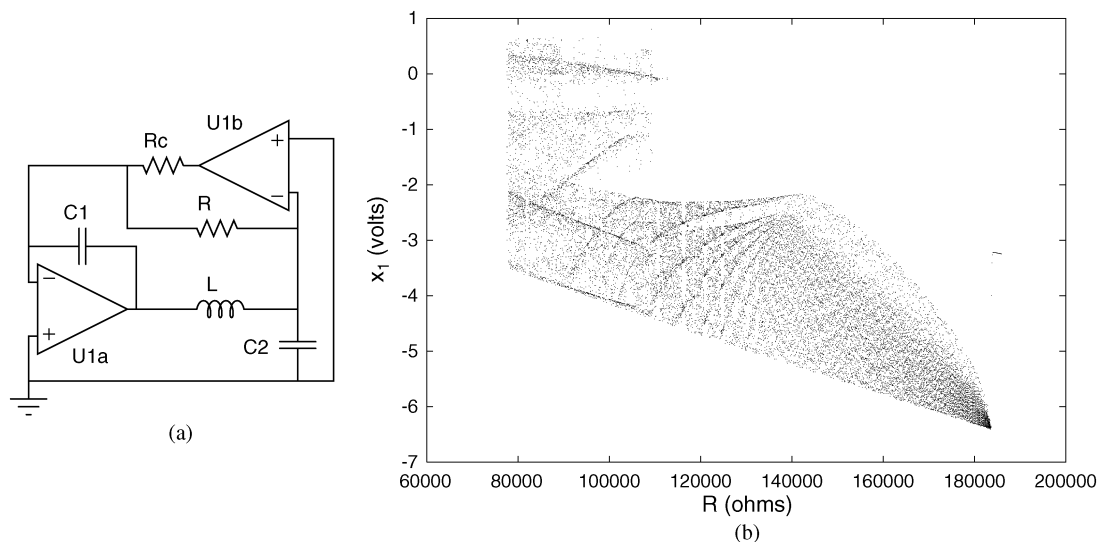 U1b
Rc
+
−
R
C1
−
L
+
C2
U1a
(a)
1
0
-1
-2
-3
-4
-5
-6
-7
x1 (volts)
60000 80000 100000 120000 140000 160000 180000 200000
R (ohms)
(b)